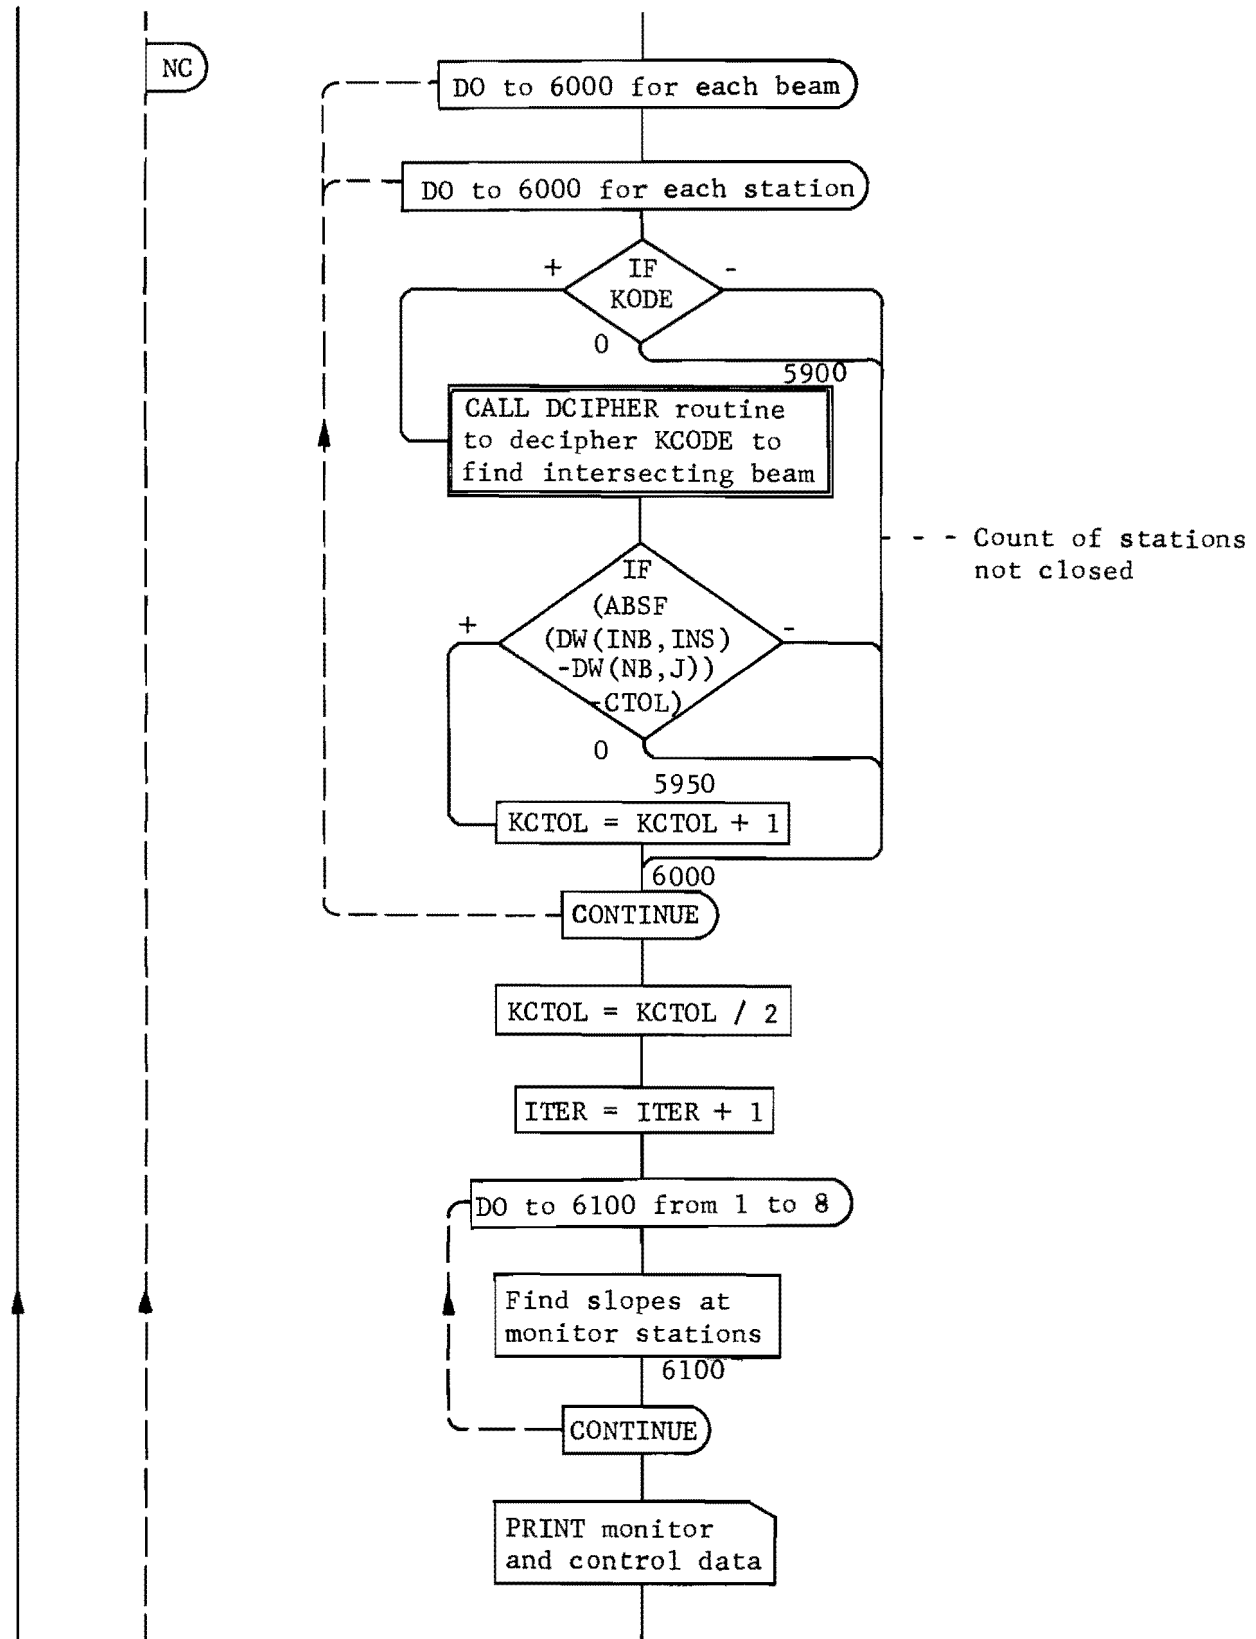 NC
DO to 6000 for each beam
DO to 6000 for each station
+
IF
-
KODE
0
5900
CALL DCIPHER routine
to decipher KCODE to
find intersecting beam
- - - Count of stations
not closed
IF
(ABSF
+
(DW(INB,INS)
-
-DW(NB,J))
-CTOL)
0
5950
KCTOL = KCTOL + 1
6000
CONTINUE
KCTOL = KCTOL / 2
ITER = ITER + 1
DO to 6100 from 1 to 8
Find slopes at
monitor stations
6100
CONTINUE
PRINT monitor
and control data